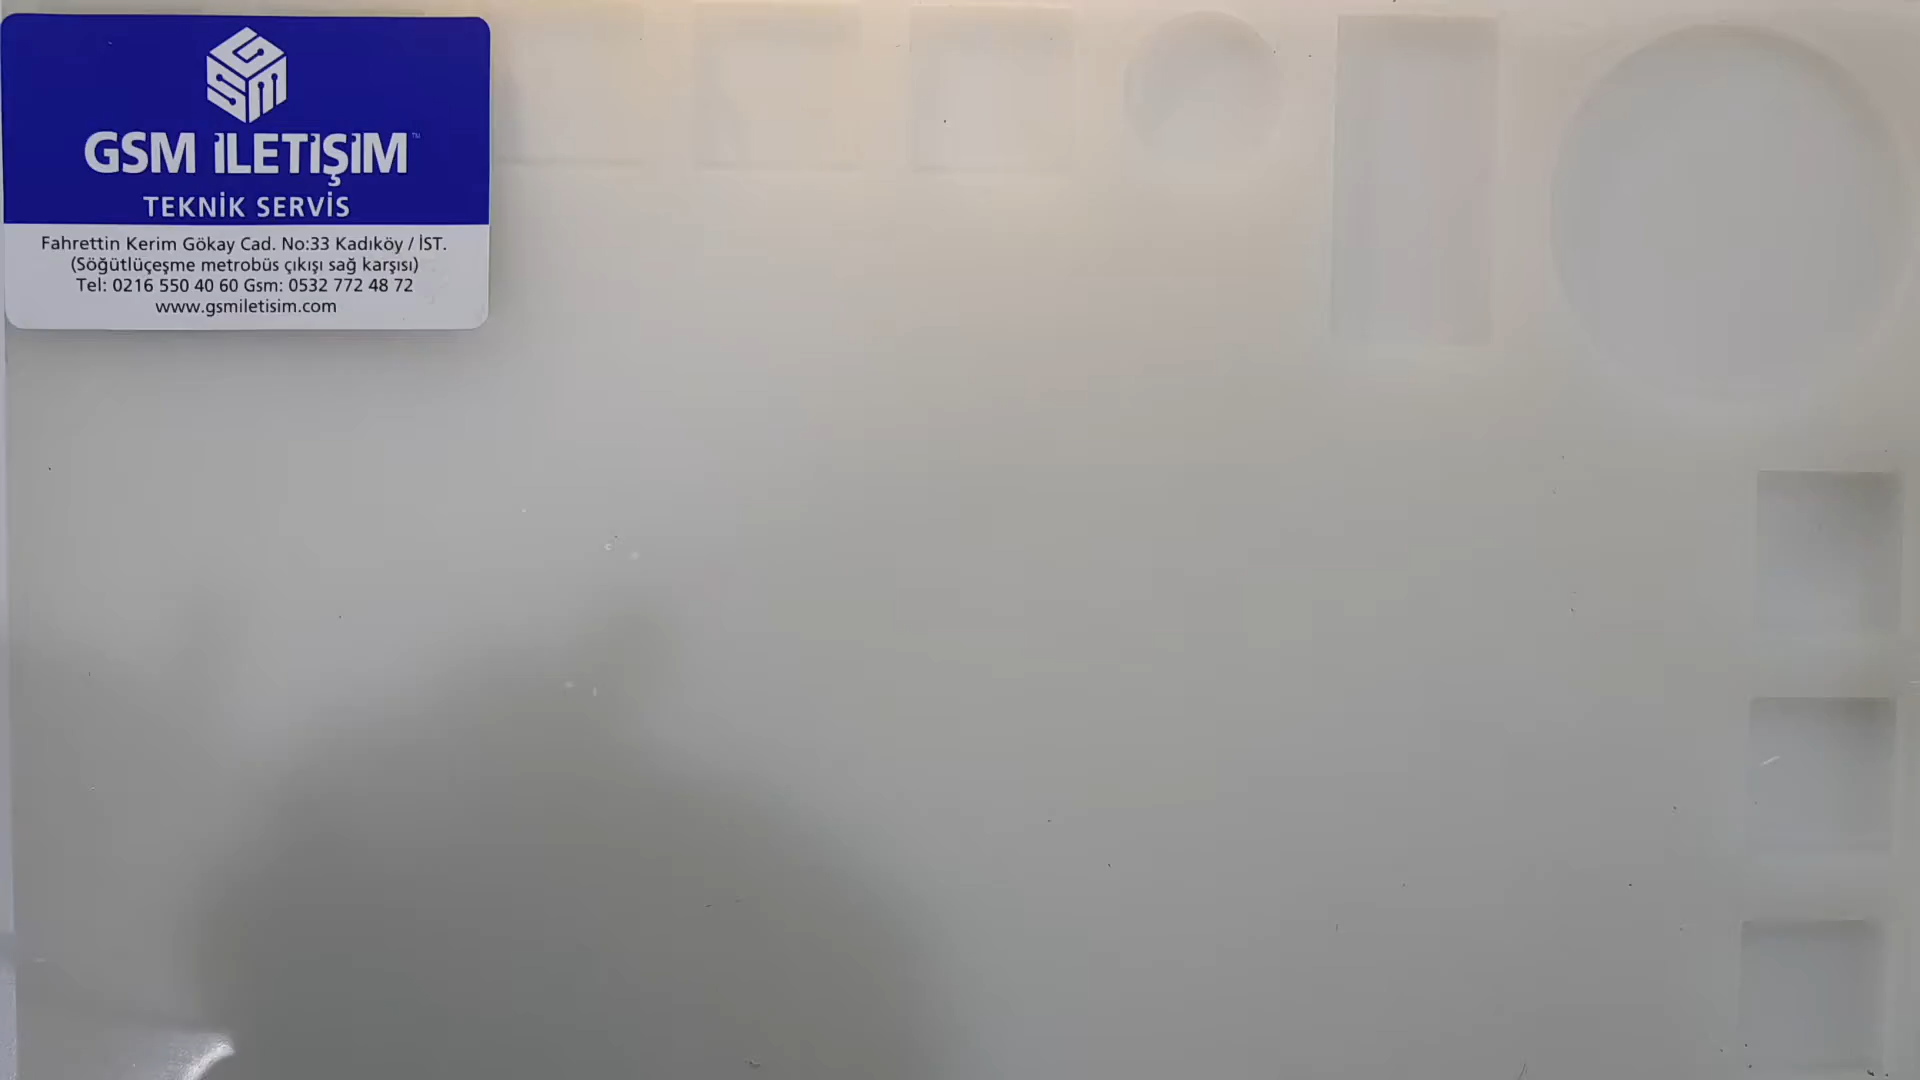 GSM
GSM İLETİŞİM™
TEKNİK SERVİS
Fahrettin Kerim Gökay Cad. No:33 Kadıköy / İST.
(Söğütlüçeşme metrobüs çıkışı sağ karşısı)
Tel: 0216 550 40 60 Gsm: 0532 772 48 72
www.gsmiletisim.com